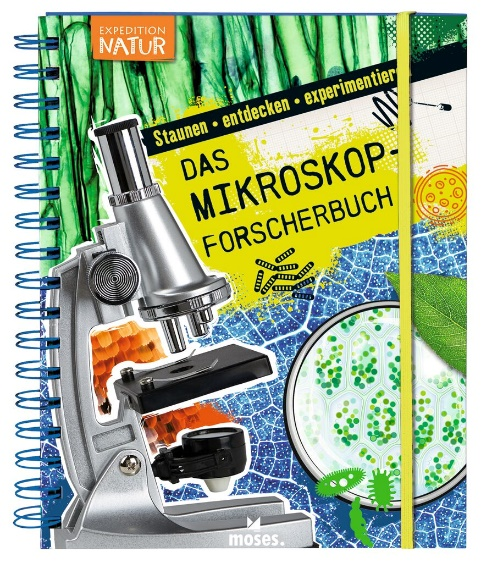 EXPEDITION
NATUR
Staunen • entdecken • experimentier
DAS
MIKROSKOP-
FORSCHERBUCH
moses.